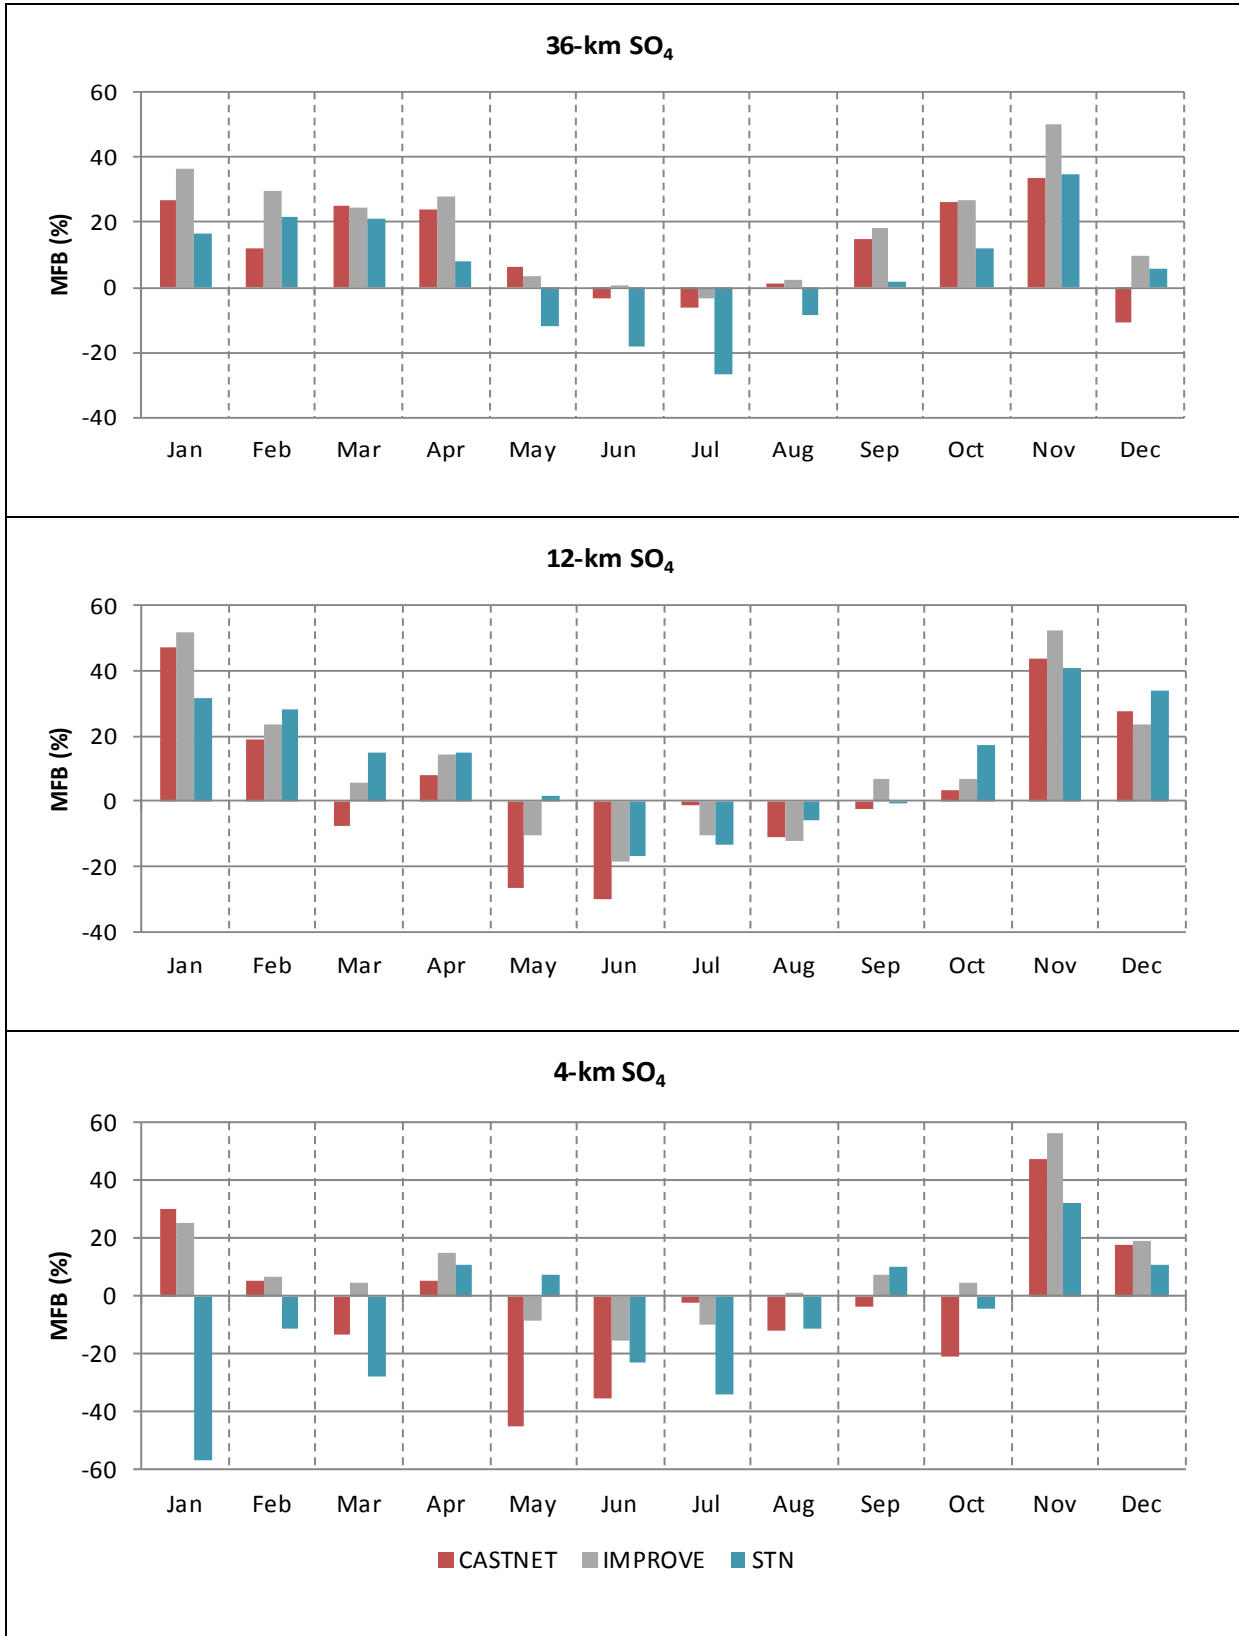 36-km SO₄
60
40
20
0
-20
-40
MFB (%)
Jan Feb Mar Apr May Jun Jul Aug Sep Oct Nov Dec
12-km SO₄
60
40
20
0
-20
-40
MFB (%)
Jan Feb Mar Apr May Jun Jul Aug Sep Oct Nov Dec
4-km SO₄
60
40
20
0
-20
-40
-60
MFB (%)
Jan Feb Mar Apr May Jun Jul Aug Sep Oct Nov Dec
CASTNET IMPROVE STN